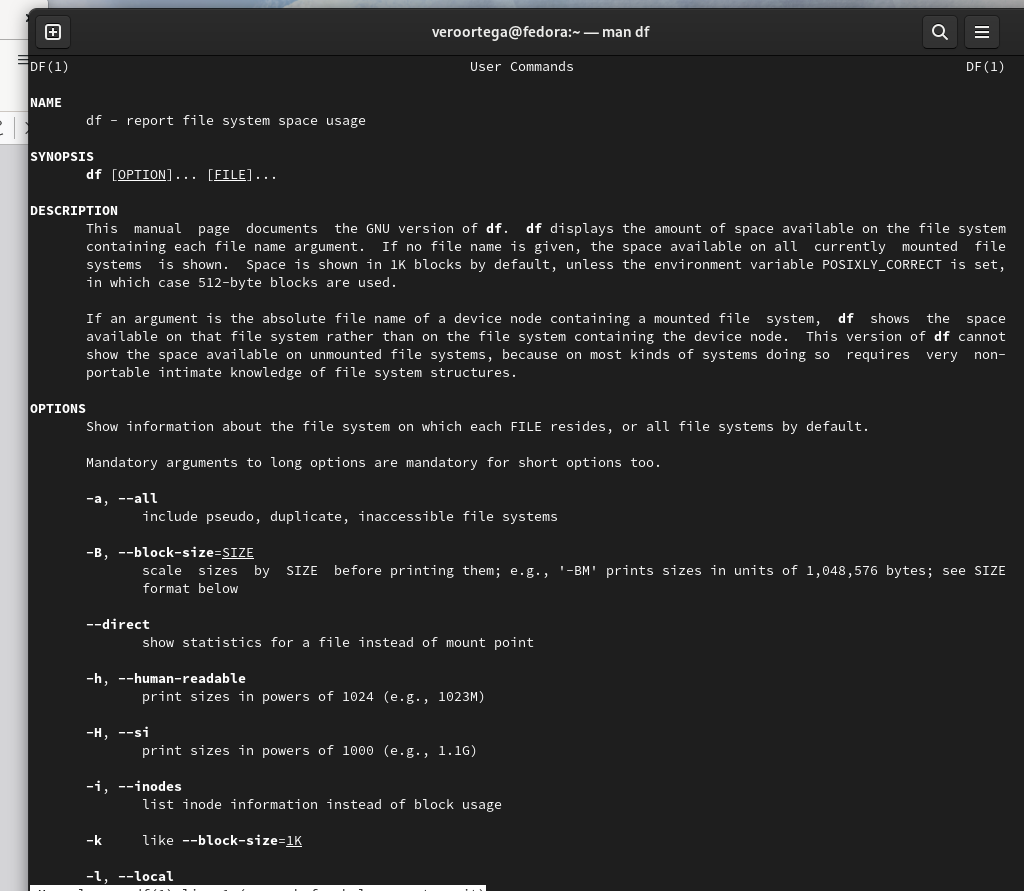 veroortega@fedora:~ — man df
DF(1) User Commands DF(1)
NAME
df - report file system space usage
SYNOPSIS
df [OPTION]... [FILE]...
DESCRIPTION
This manual page documents the GNU version of df. df displays the amount of space available on the file system
containing each file name argument. If no file name is given, the space available on all currently mounted file
systems is shown. Space is shown in 1K blocks by default, unless the environment variable POSIXLY_CORRECT is set,
in which case 512-byte blocks are used.
If an argument is the absolute file name of a device node containing a mounted file system, df shows the space
available on that file system rather than on the file system containing the device node. This version of df cannot
show the space available on unmounted file systems, because on most kinds of systems doing so requires very non-
portable intimate knowledge of file system structures.
OPTIONS
Show information about the file system on which each FILE resides, or all file systems by default.
Mandatory arguments to long options are mandatory for short options too.
-a, --all
include pseudo, duplicate, inaccessible file systems
-B, --block-size=SIZE
scale sizes by SIZE before printing them; e.g., '-BM' prints sizes in units of 1,048,576 bytes; see SIZE
format below
--direct
show statistics for a file instead of mount point
-h, --human-readable
print sizes in powers of 1024 (e.g., 1023M)
-H, --si
print sizes in powers of 1000 (e.g., 1.1G)
-i, --inodes
list inode information instead of block usage
-k like --block-size=1K
-l, --local